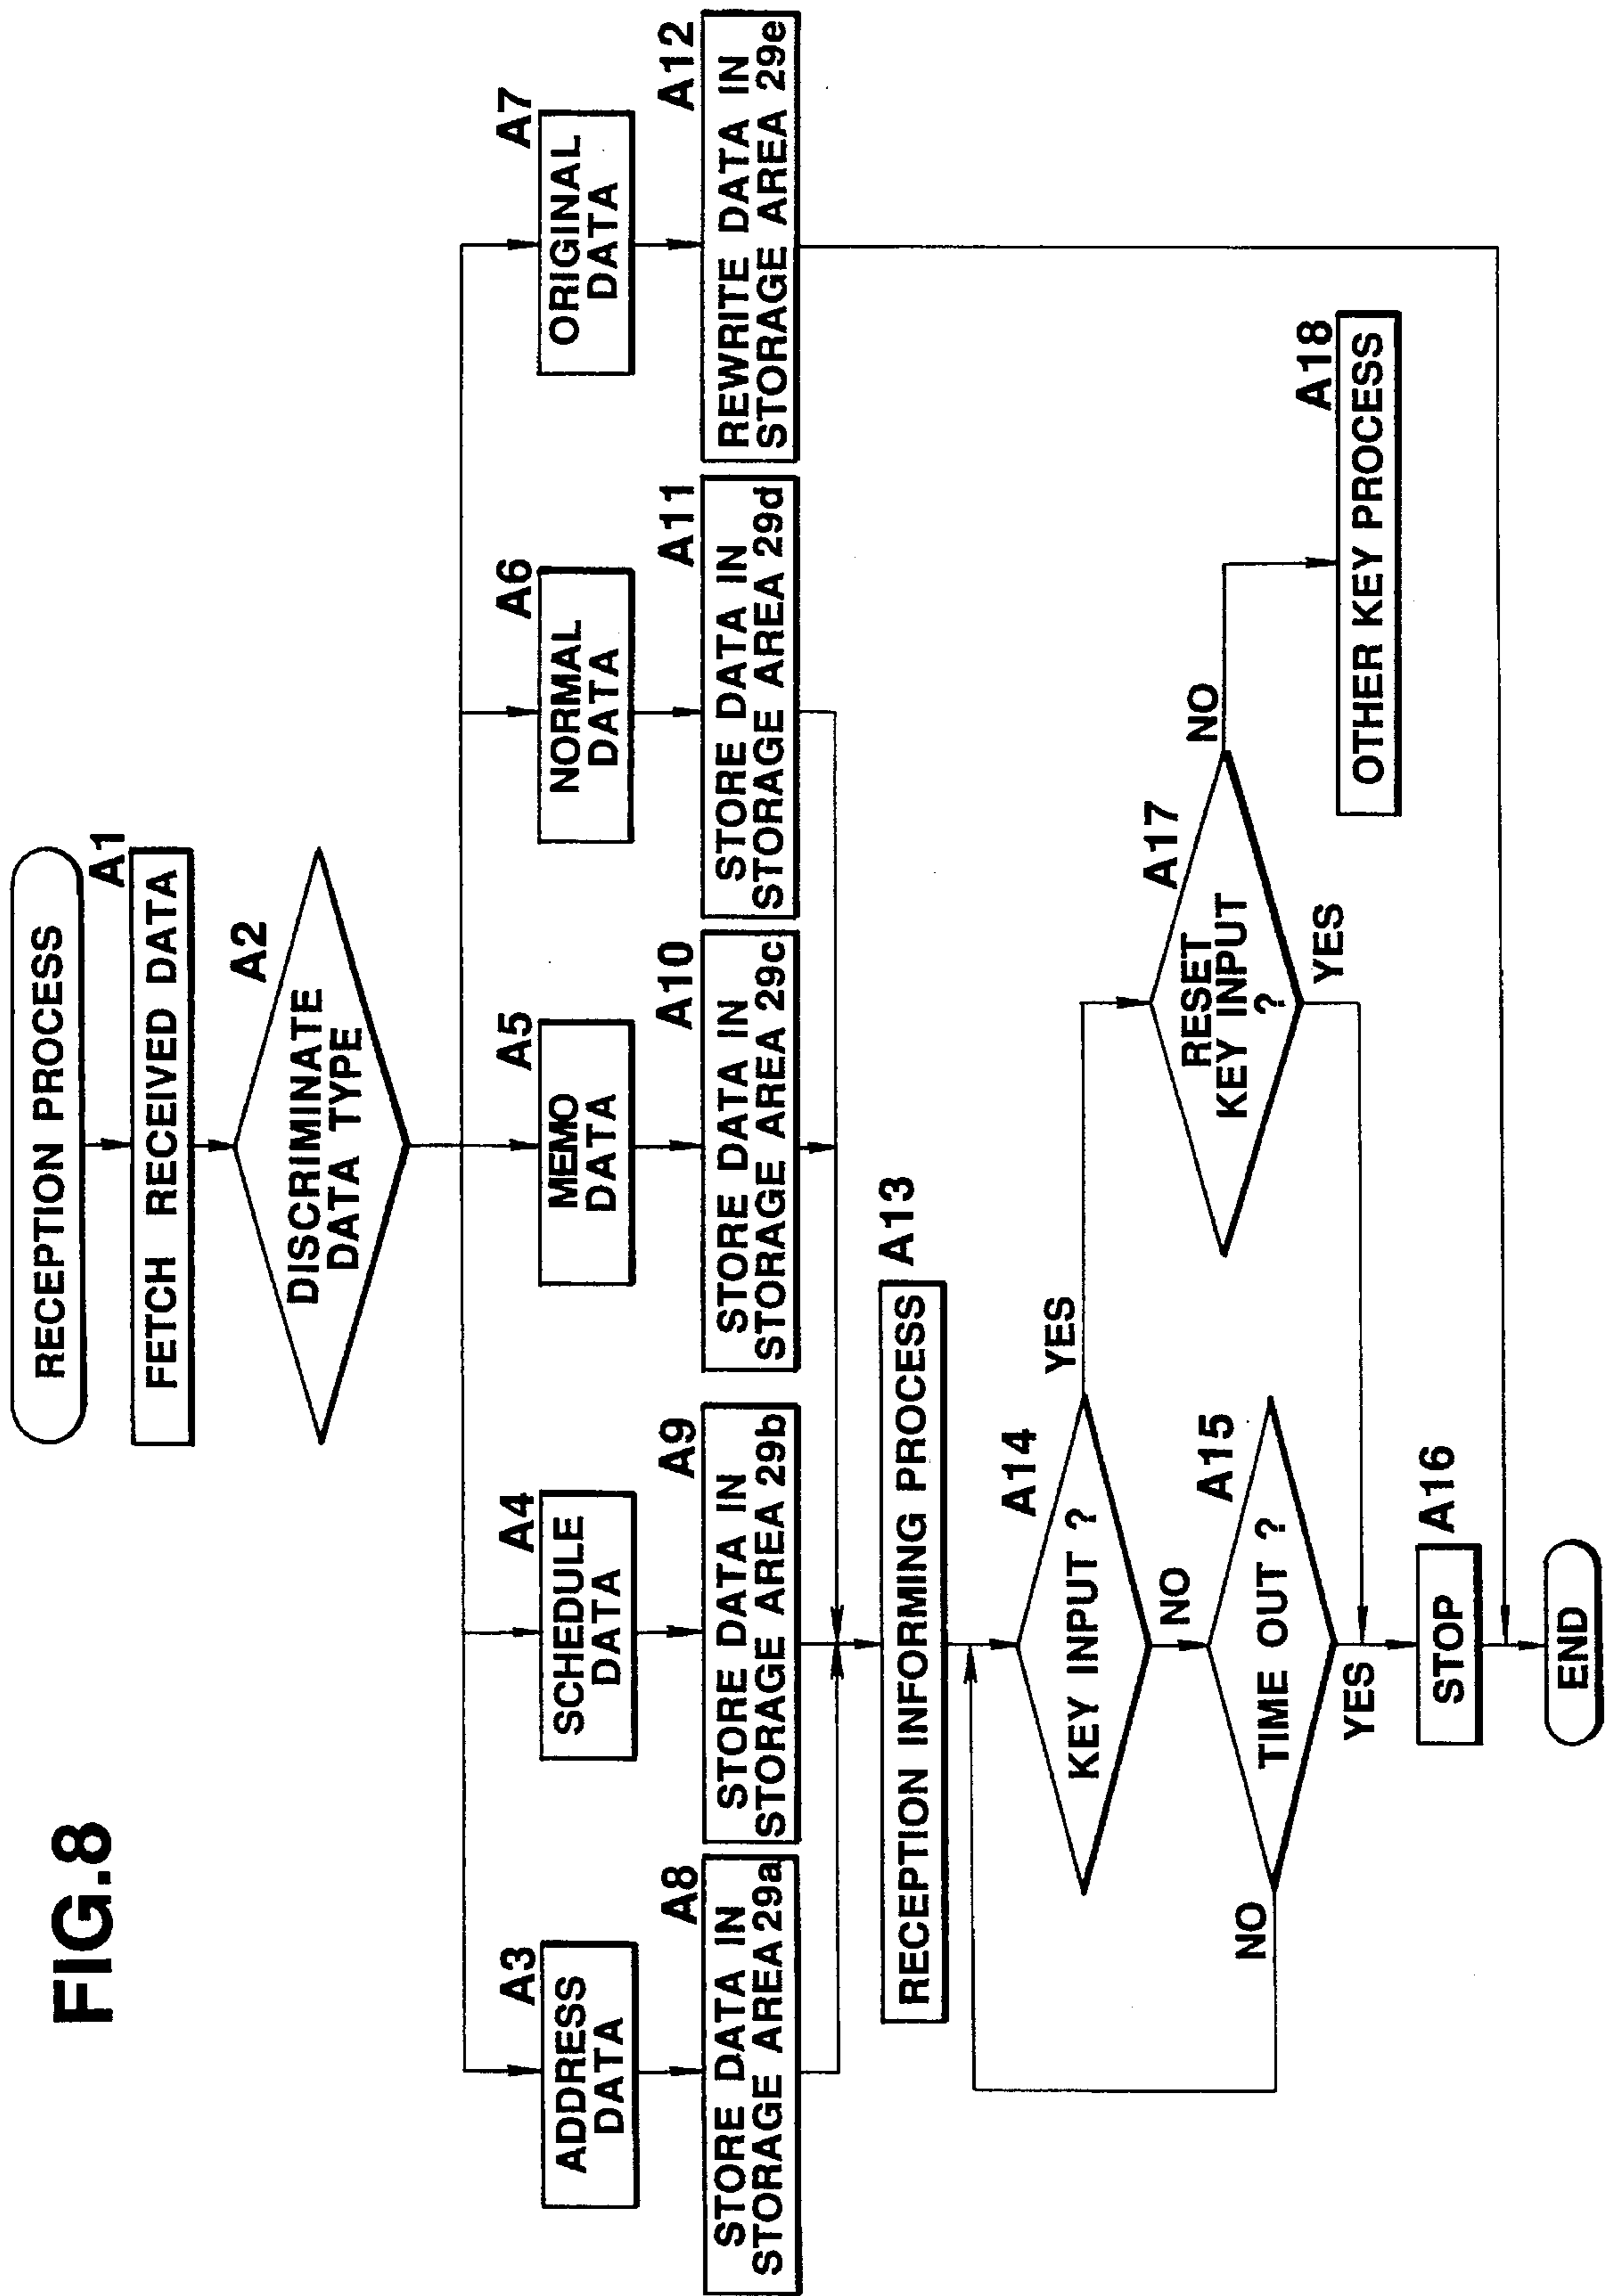 FIG.8
RECEPTION PROCESS
A1
FETCH RECEIVED DATA
A2
DISCRIMINATE
DATA TYPE
A3
ADDRESS
DATA
A4
SCHEDULE
DATA
A5
MEMO
DATA
A6
NORMAL
DATA
A7
ORIGINAL
DATA
A8
STORE DATA IN
STORAGE AREA 29a
A9
STORE DATA IN
STORAGE AREA 29b
A10
STORE DATA IN
STORAGE AREA 29c
A11
STORE DATA IN
STORAGE AREA 29d
A12
REWRITE DATA IN
STORAGE AREA 29e
A13
RECEPTION INFORMING PROCESS
A14
KEY INPUT ?
YES
NO
A15
TIME OUT ?
NO
YES
A17
RESET
KEY INPUT
?
NO
YES
A18
OTHER KEY PROCESS
A16
STOP
END